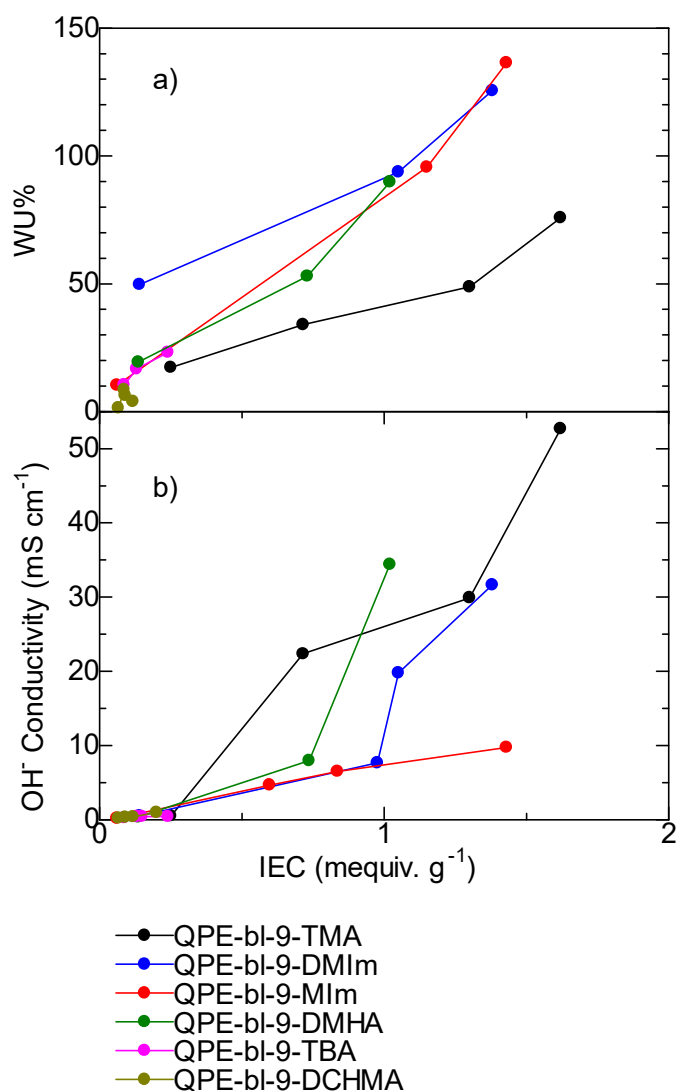 150
a)
100
WU%
50
0
50
b)
40
OH⁻ Conductivity (mS cm⁻¹)
30
20
10
0
0 1 2
IEC (mequiv. g⁻¹)
QPE-bl-9-TMA
QPE-bl-9-DMIm
QPE-bl-9-MIm
QPE-bl-9-DMHA
QPE-bl-9-TBA
QPE-bl-9-DCHMA